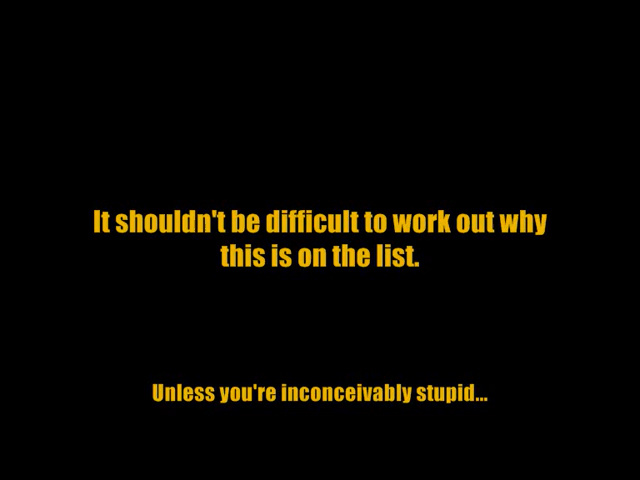 It shouldn't be difficult to work out why
this is on the list.
Unless you're inconceivably stupid...